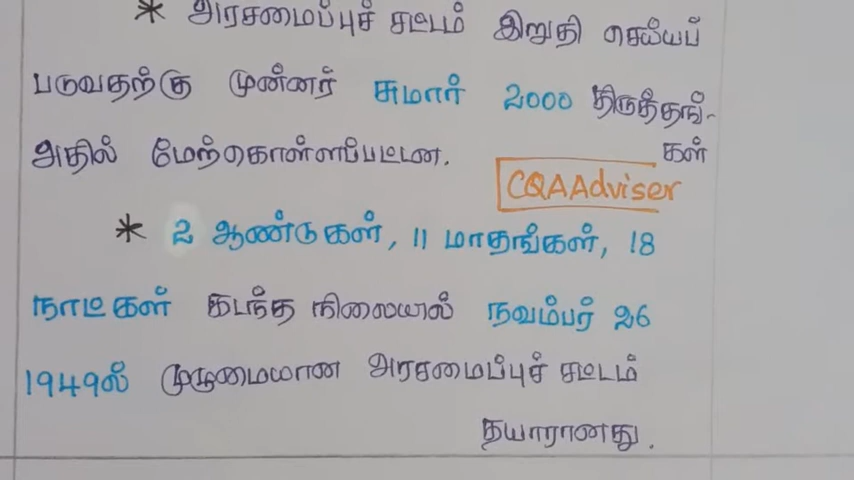 * அரசமைப்புச் சட்டம் இறுதி செய்யப்
படுவதற்கு முன்னர் சுமார் 2000 திருத்தங்-
கள்
அதில் மேற்கொள்ளப்பட்டன.
CQAAdviser
* 2 ஆண்டுகள், 11 மாதங்கள், 18
நாட்கள் கடந்த நிலையில் நவம்பர் 26
1949ல் முழுமையான அரசமைப்புச் சட்டம்
தயாரானது.